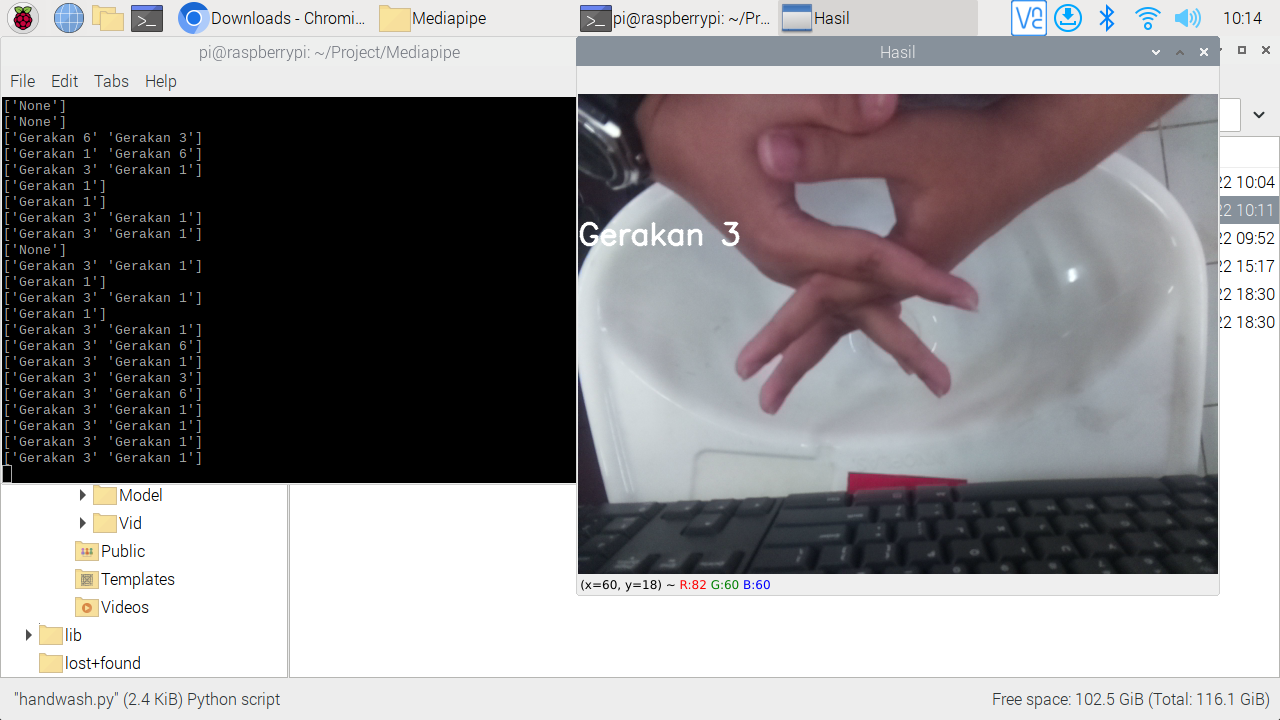 Downloads - Chromi...
Mediapipe
pi@raspberrypi: ~/Pr...
Hasil
V2
10:14
pi@raspberrypi: ~/Project/Mediapipe
File Edit Tabs Help
['None']
['None']
['Gerakan 6' 'Gerakan 3']
['Gerakan 1' 'Gerakan 6']
['Gerakan 3' 'Gerakan 1']
['Gerakan 1']
['Gerakan 1']
['Gerakan 3' 'Gerakan 1']
['Gerakan 3' 'Gerakan 1']
['None']
['Gerakan 3' 'Gerakan 1']
['Gerakan 1']
['Gerakan 3' 'Gerakan 1']
['Gerakan 1']
['Gerakan 3' 'Gerakan 1']
['Gerakan 3' 'Gerakan 6']
['Gerakan 3' 'Gerakan 1']
['Gerakan 3' 'Gerakan 3']
['Gerakan 3' 'Gerakan 6']
['Gerakan 3' 'Gerakan 1']
['Gerakan 3' 'Gerakan 1']
['Gerakan 3' 'Gerakan 1']
['Gerakan 3' 'Gerakan 1']
Hasil
Gerakan 3
(x=60, y=18) ~ R:82 G:60 B:60
22 10:04
22 10:11
22 09:52
22 15:17
22 18:30
22 18:30
Model
Vid
Public
Templates
Videos
lib
lost+found
"handwash.py" (2.4 KiB) Python script
Free space: 102.5 GiB (Total: 116.1 GiB)